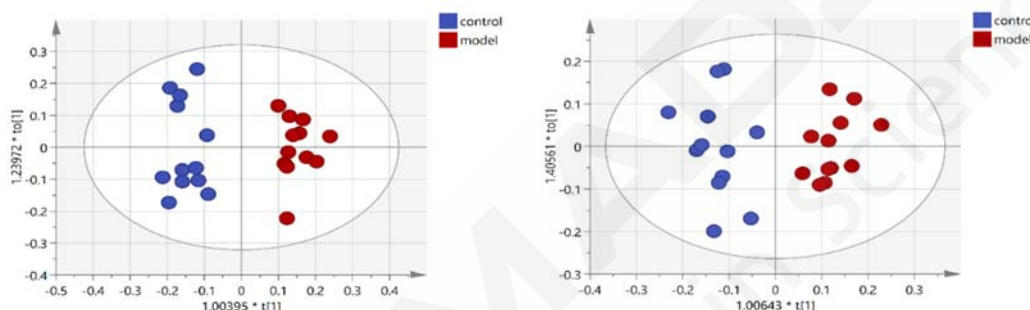 control
model
0.3
0.2
0.1
0
-0.1
-0.2
-0.3
-0.4
1.23972 * to[1]
-0.5 -0.4 -0.3 -0.2 -0.1 0 0.1 0.2 0.3 0.4
1.00395 * t[1]
control
model
0.2
0.1
0
-0.1
-0.2
-0.3
1.40561 * to[1]
-0.4 -0.3 -0.2 -0.1 0 0.1 0.2 0.3
1.00643 * t[1]
in Scien